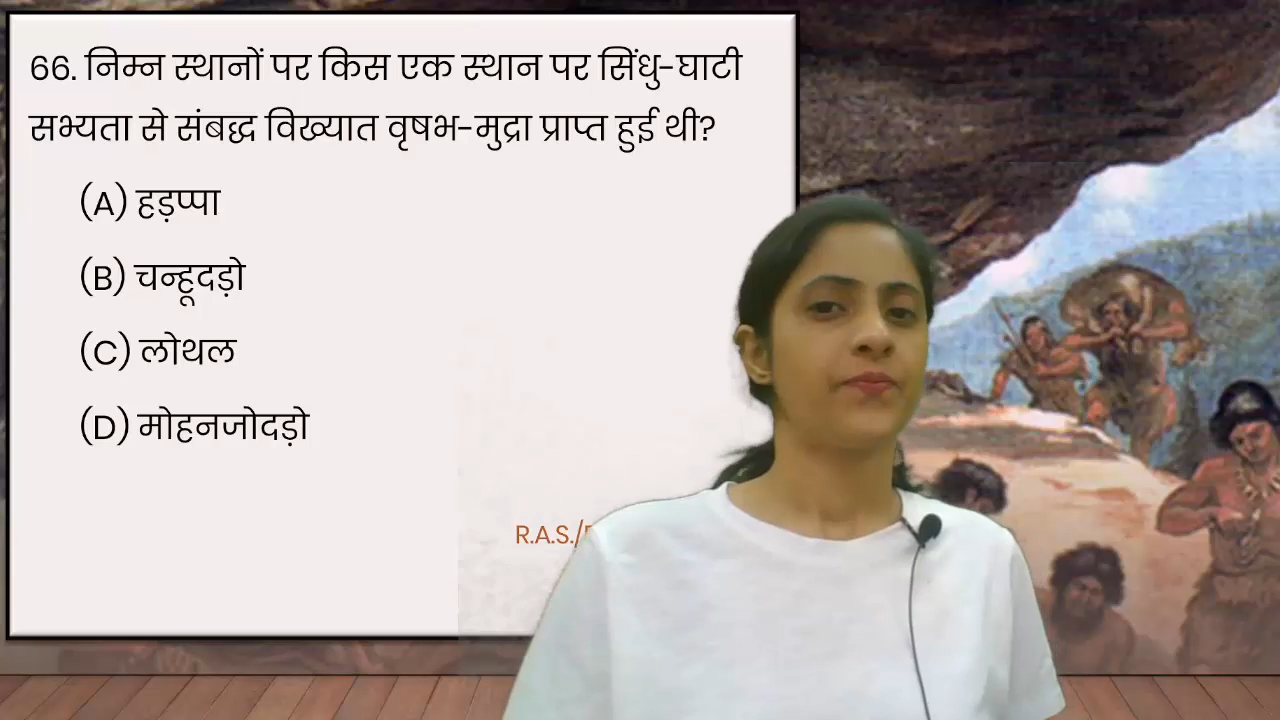 66. निम्न स्थानों पर किस एक स्थान पर सिंधु-घाटी
सभ्यता से संबद्ध विख्यात वृषभ-मुद्रा प्राप्त हुई थी?
(A) हड़प्पा
(B) चन्हूदड़ो
(C) लोथल
(D) मोहनजोदड़ो
R.A.S./